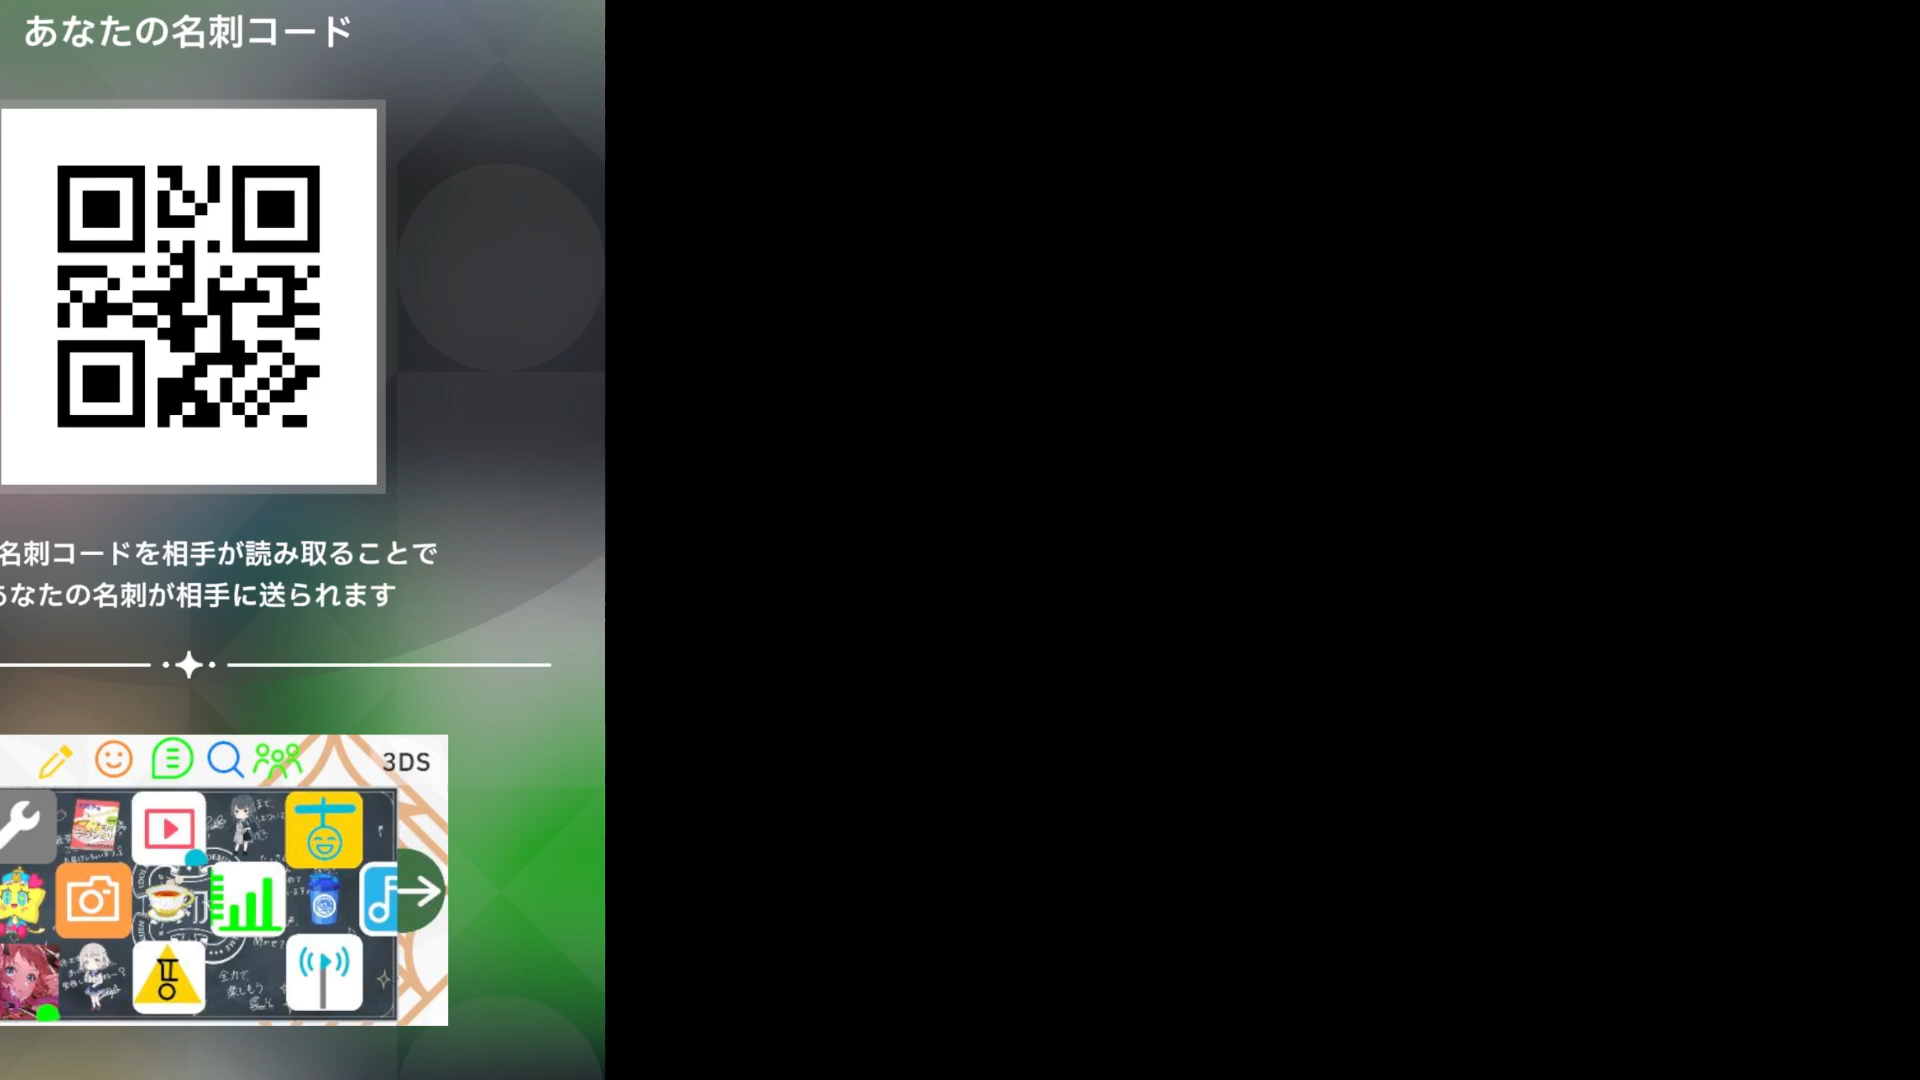 あなたの名刺コード
名刺コードを相手が読み取ることで
あなたの名刺が相手に送られます
3DS